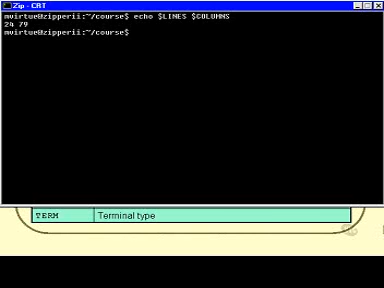 Zip - CRT
mvirtue@zipperii:~/course$ echo $LINES $COLUMNS
24 79
mvirtue@zipperii:~/course$
TERM Terminal type